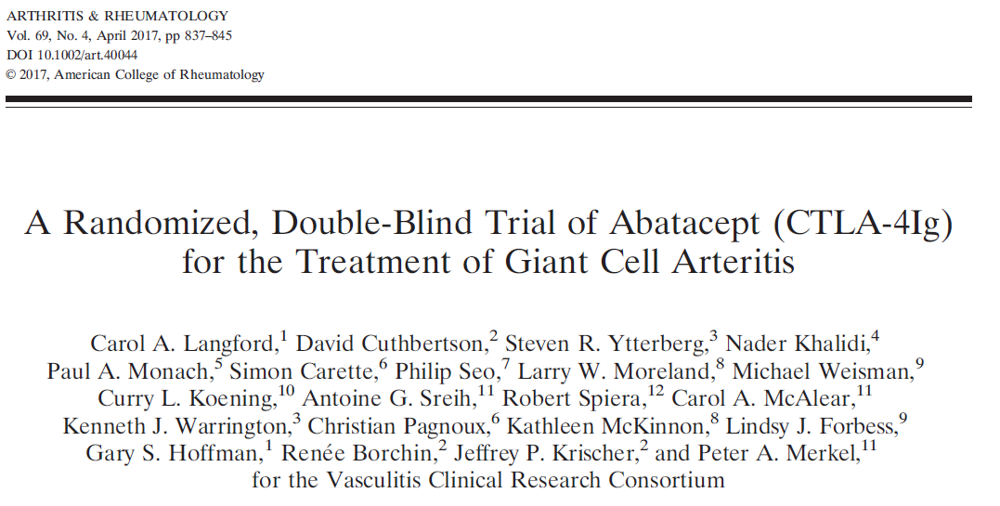 ARTHRITIS & RHEUMATOLOGY
Vol. 69, No. 4, April 2017, pp 837–845
DOI 10.1002/art.40044
© 2017, American College of Rheumatology
A Randomized, Double-Blind Trial of Abatacept (CTLA-4Ig)
for the Treatment of Giant Cell Arteritis
Carol A. Langford,1 David Cuthbertson,2 Steven R. Ytterberg,3 Nader Khalidi,4
Paul A. Monach,5 Simon Carette,6 Philip Seo,7 Larry W. Moreland,8 Michael Weisman,9
Curry L. Koening,10 Antoine G. Sreih,11 Robert Spiera,12 Carol A. McAlear,11
Kenneth J. Warrington,3 Christian Pagnoux,6 Kathleen McKinnon,8 Lindsy J. Forbess,9
Gary S. Hoffman,1 Renée Borchin,2 Jeffrey P. Krischer,2 and Peter A. Merkel,11
for the Vasculitis Clinical Research Consortium